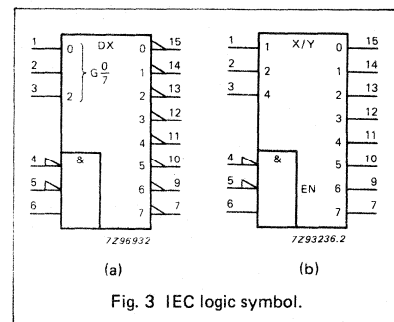 1 0 DX 0 15
2 G 0/7 1 14
3 2 2 13
3 12
4 11
4 & 5 10
5 6 9
6 7 7
7Z96932
(a)
1 1 X/Y 0 15
2 2 1 14
3 4 2 13
3 12
4 11
4 & 5 10
5 EN 6 9
6 7 7
7Z93236.2
(b)
Fig. 3 IEC logic symbol.